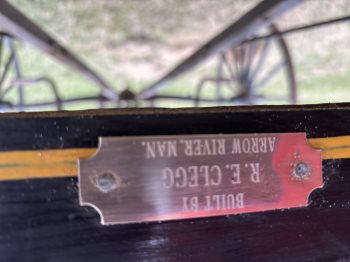 BUILT BY
R. E. CLEGG
ARROW RIVER, MAN.